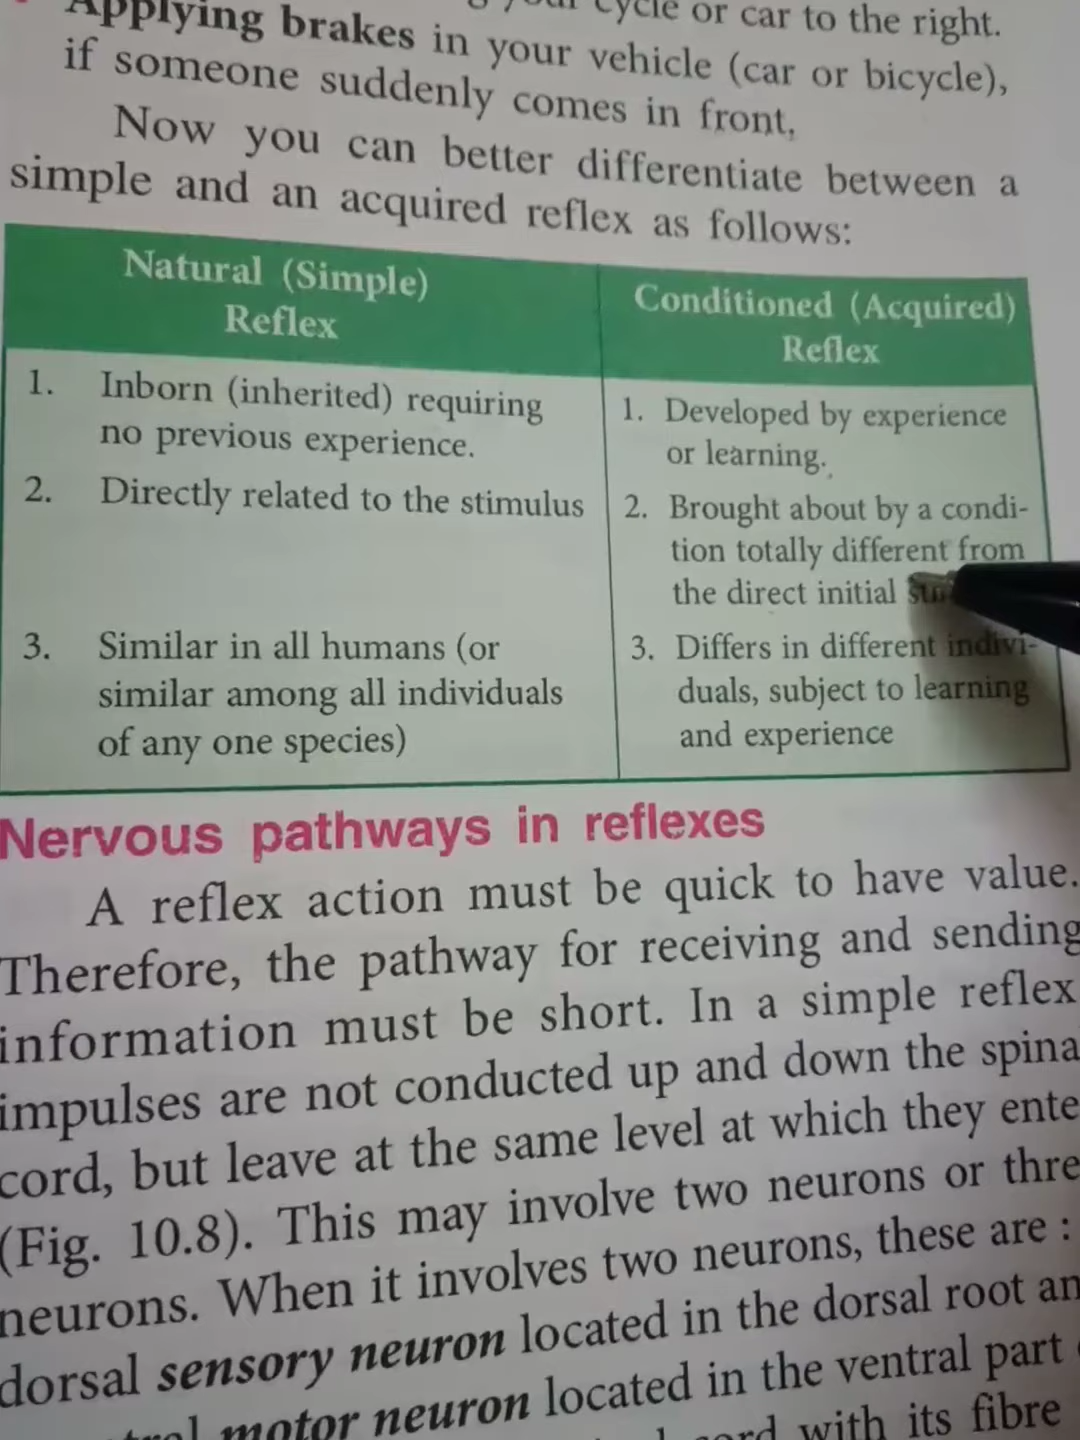 cycle or car to the right.
Applying brakes in your vehicle (car or bicycle),
if someone suddenly comes in front,
Now you can better differentiate between a
simple and an acquired reflex as follows:
Natural (Simple)
Reflex
1. Inborn (inherited) requiring
no previous experience.
2. Directly related to the stimulus
3. Similar in all humans (or
similar among all individuals
of any one species)
Conditioned (Acquired)
Reflex
1. Developed by experience
or learning.
2. Brought about by a condi-
tion totally different from
the direct initial
3. Differs in different indivi-
duals, subject to learning
and experience
Nervous pathways in reflexes
A reflex action must be quick to have value.
Therefore, the pathway for receiving and sending
information must be short. In a simple reflex
impulses are not conducted up and down the spina
cord, but leave at the same level at which they ente
(Fig. 10.8). This may involve two neurons or thre
neurons. When it involves two neurons, these are :
dorsal sensory neuron located in the dorsal root an
motor neuron located in the ventral part
with its fibre